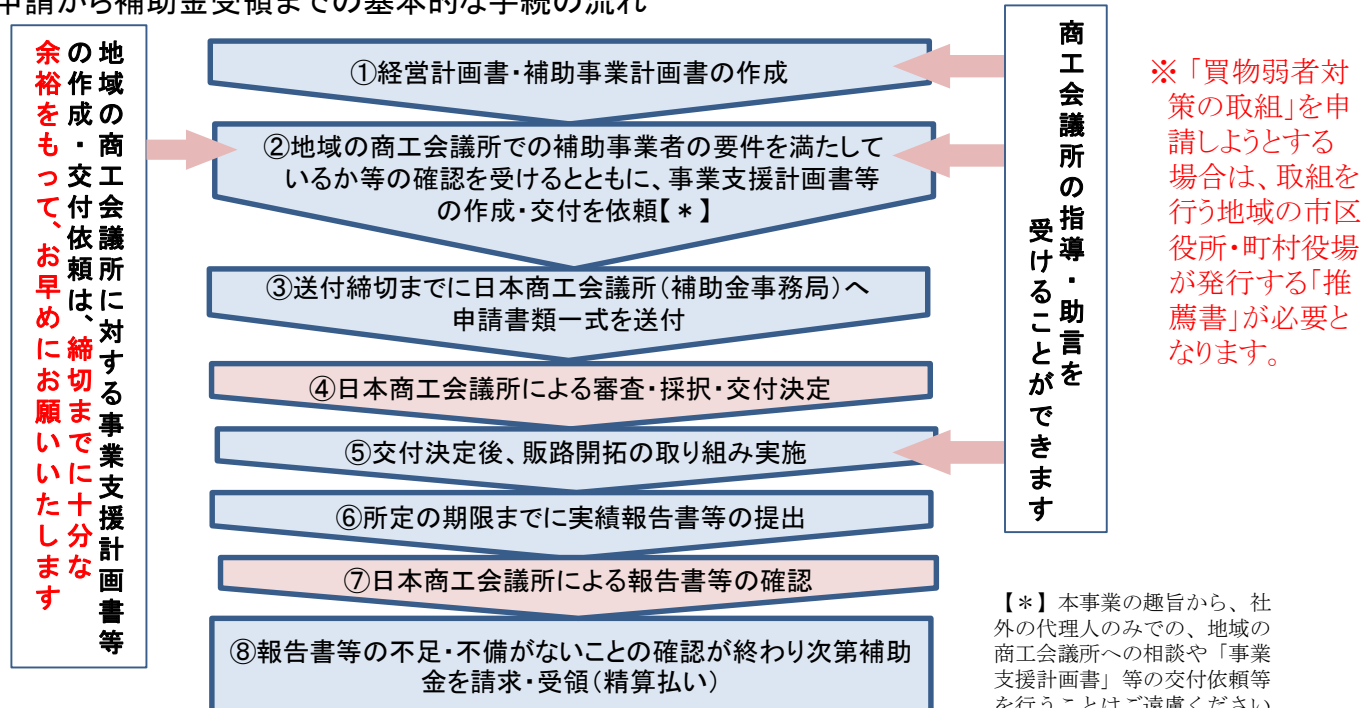 申請から補助金受領までの基本的な手続の流れ
地域の商工会議所に対する事業支援計画書等
の作成・交付依頼は、締切までに十分な
余裕をもって、お早めにお願いいたします
①経営計画書・補助事業計画書の作成
②地域の商工会議所での補助事業者の要件を満たして
いるか等の確認を受けるとともに、事業支援計画書等
の作成・交付を依頼【＊】
③送付締切までに日本商工会議所（補助金事務局）へ
申請書類一式を送付
④日本商工会議所による審査・採択・交付決定
⑤交付決定後、販路開拓の取り組み実施
⑥所定の期限までに実績報告書等の提出
⑦日本商工会議所による報告書等の確認
⑧報告書等の不足・不備がないことの確認が終わり次第補助
金を請求・受領（精算払い）
商工会議所の指導・助言を
受けることができます
※「買物弱者対
策の取組」を申
請しようとする
場合は、取組を
行う地域の市区
役所・町村役場
が発行する「推
薦書」が必要と
なります。
【＊】本事業の趣旨から、社
外の代理人のみでの、地域の
商工会議所への相談や「事業
支援計画書」等の交付依頼等
を行うことはご遠慮ください